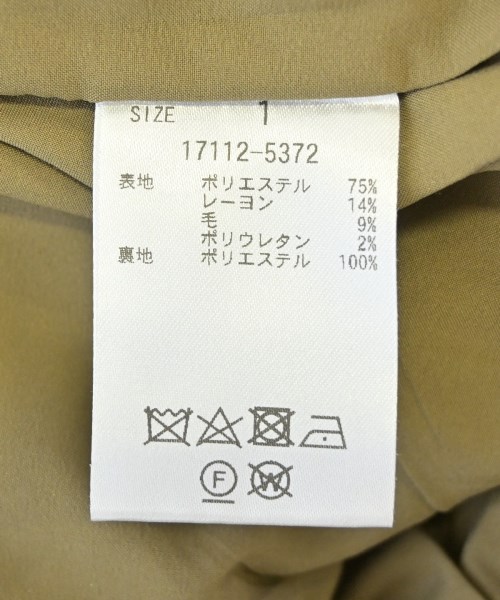 SIZE 1
17112-5372
表地 ポリエステル 75%
レーヨン 14%
毛 9%
ポリウレタン 2%
裏地 ポリエステル 100%
F
W